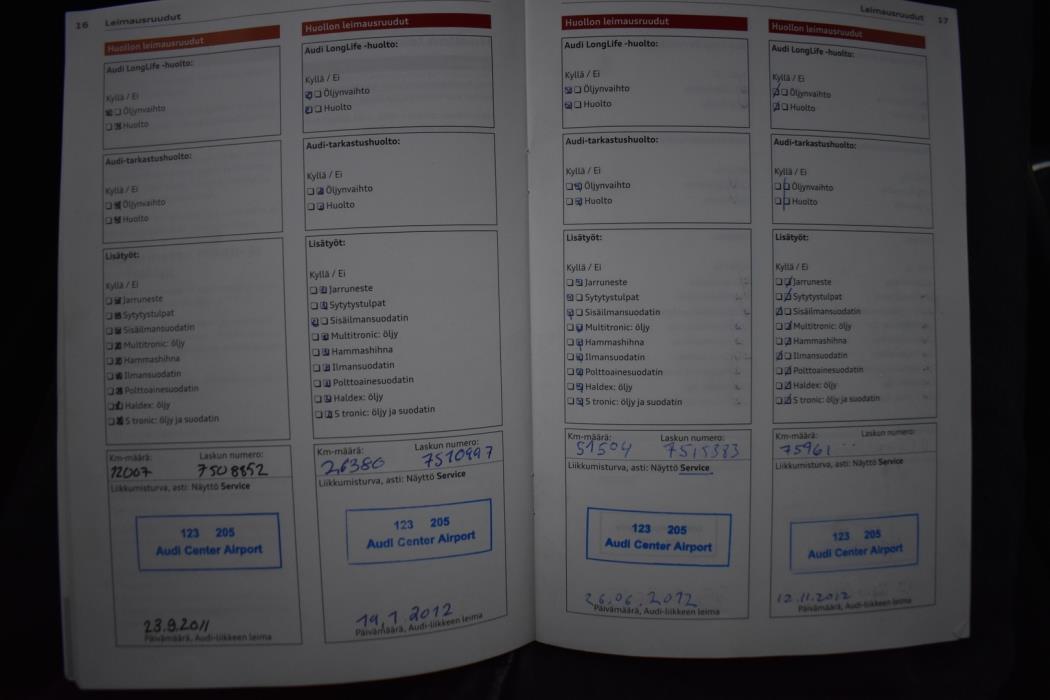 16 Leimausruudut
Huollon leimausruudut
Audi LongLife -huolto:
Kyllä / Ei
Öljynvaihto
Huolto
Audi-tarkastushuolto:
Kyllä / Ei
Öljynvaihto
Huolto
Lisätyöt:
Kyllä / Ei
Jarruneste
Sytytystulpat
Sisäilmansuodatin
Multitronic: öljy
Hammashihna
Ilmansuodatin
Polttoainesuodatin
Haldex: öljy
S tronic: öljy ja suodatin
Km-määrä: Laskun numero:
12007 7508852
Liikkumisturva, asti: Näyttö Service
123 205
Audi Center Airport
23.9.2011
Päivämäärä, Audi-liikkeen leima
Huollon leimausruudut
Audi LongLife -huolto:
Kyllä / Ei
Öljynvaihto
Huolto
Audi-tarkastushuolto:
Kyllä / Ei
Öljynvaihto
Huolto
Lisätyöt:
Kyllä / Ei
Jarruneste
Sytytystulpat
Sisäilmansuodatin
Multitronic: öljy
Hammashihna
Ilmansuodatin
Polttoainesuodatin
Haldex: öljy
S tronic: öljy ja suodatin
Km-määrä: Laskun numero:
26380 7510997
Liikkumisturva, asti: Näyttö Service
123 205
Audi Center Airport
19.1.2012
Päivämäärä, Audi-liikkeen leima
Leimausruudut 17
Huollon leimausruudut
Audi LongLife -huolto:
Kyllä / Ei
Öljynvaihto
Huolto
Audi-tarkastushuolto:
Kyllä / Ei
Öljynvaihto
Huolto
Lisätyöt:
Kyllä / Ei
Jarruneste
Sytytystulpat
Sisäilmansuodatin
Multitronic: öljy
Hammashihna
Ilmansuodatin
Polttoainesuodatin
Haldex: öljy
S tronic: öljy ja suodatin
Km-määrä: Laskun numero:
51504 7515383
Liikkumisturva, asti: Näyttö Service
123 205
Audi Center Airport
26.06.2012
Päivämäärä, Audi-liikkeen leima
Huollon leimausruudut
Audi LongLife -huolto:
Kyllä / Ei
Öljynvaihto
Huolto
Audi-tarkastushuolto:
Kyllä / Ei
Öljynvaihto
Huolto
Lisätyöt:
Kyllä / Ei
Jarruneste
Sytytystulpat
Sisäilmansuodatin
Multitronic: öljy
Hammashihna
Ilmansuodatin
Polttoainesuodatin
Haldex: öljy
S tronic: öljy ja suodatin
Km-määrä: Laskun numero:
75961
Liikkumisturva, asti: Näyttö Service
123 205
Audi Center Airport
12.11.2012
Päivämäärä, Audi-liikkeen leima